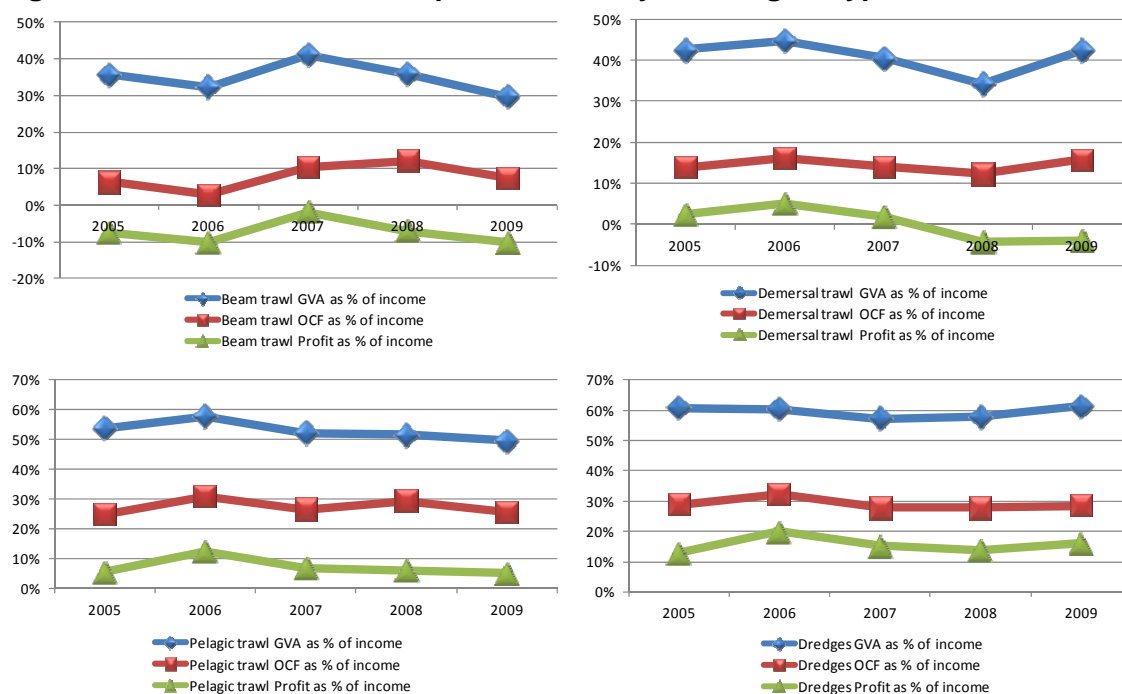 50%
40%
30%
20%
10%
0%
-10%
-20%
2005 2006 2007 2008 2009
Beam trawl GVA as % of income
Beam trawl OCF as % of income
Beam trawl Profit as % of income
50%
40%
30%
20%
10%
0%
-10%
2005 2006 2007 2008 2009
Demersal trawl GVA as % of income
Demersal trawl OCF as % of income
Demersal trawl Profit as % of income
70%
60%
50%
40%
30%
20%
10%
0%
2005 2006 2007 2008 2009
Pelagic trawl GVA as % of income
Pelagic trawl OCF as % of income
Pelagic trawl Profit as % of income
70%
60%
50%
40%
30%
20%
10%
0%
2005 2006 2007 2008 2009
Dredges GVA as % of income
Dredges OCF as % of income
Dredges Profit as % of income